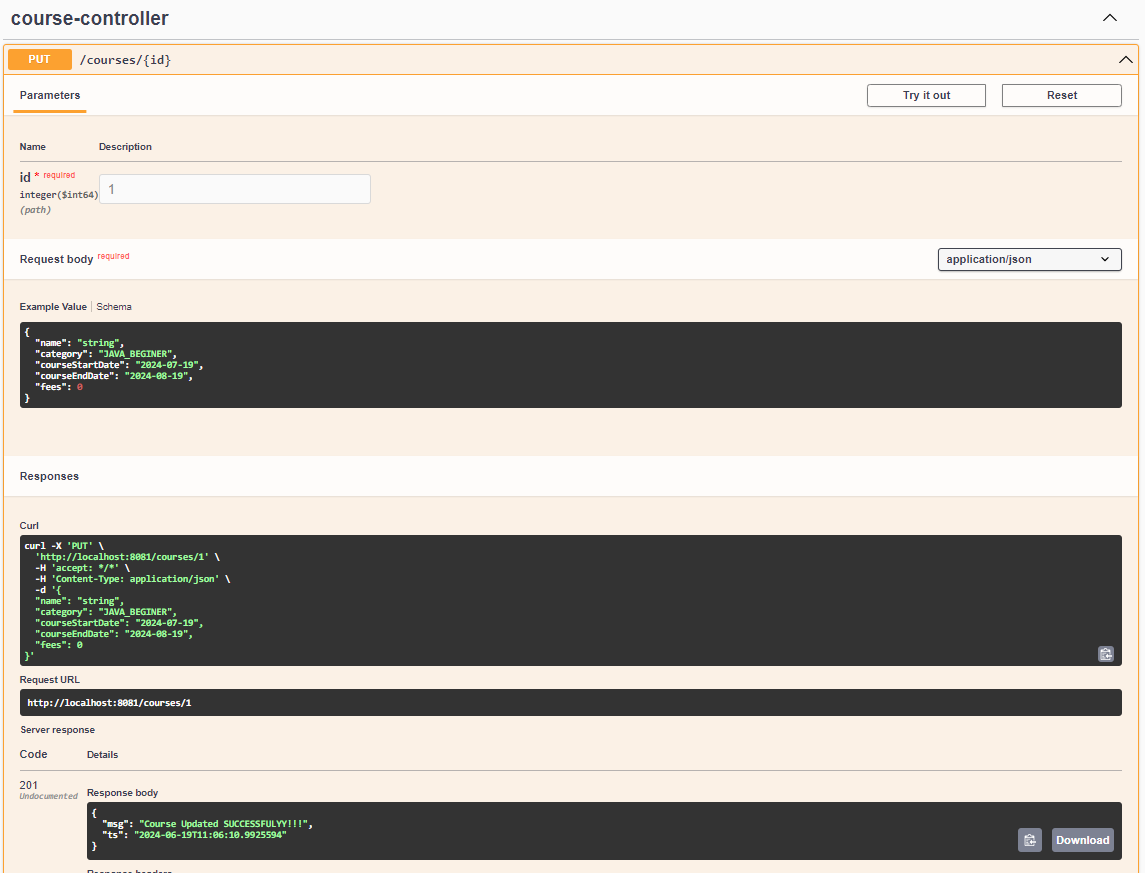 course-controller
PUT /courses/{id}
Parameters
Try it out
Reset
Name Description
id * required
integer($int64)
(path)
1
Request body required
application/json
Example Value | Schema
{
  "name": "string",
  "category": "JAVA_BEGINER",
  "courseStartDate": "2024-07-19",
  "courseEndDate": "2024-08-19",
  "fees": 0
}
Responses
Curl
curl -X 'PUT' \
  'http://localhost:8081/courses/1' \
  -H 'accept: */*' \
  -H 'Content-Type: application/json' \
  -d '{
  "name": "string",
  "category": "JAVA_BEGINER",
  "courseStartDate": "2024-07-19",
  "courseEndDate": "2024-08-19",
  "fees": 0
}'
Request URL
http://localhost:8081/courses/1
Server response
Code Details
201
Undocumented
Response body
{
  "msg": "Course Updated SUCCESSFULYY!!!",
  "ts": "2024-06-19T11:06:10.9925594"
}
Download
Response headers